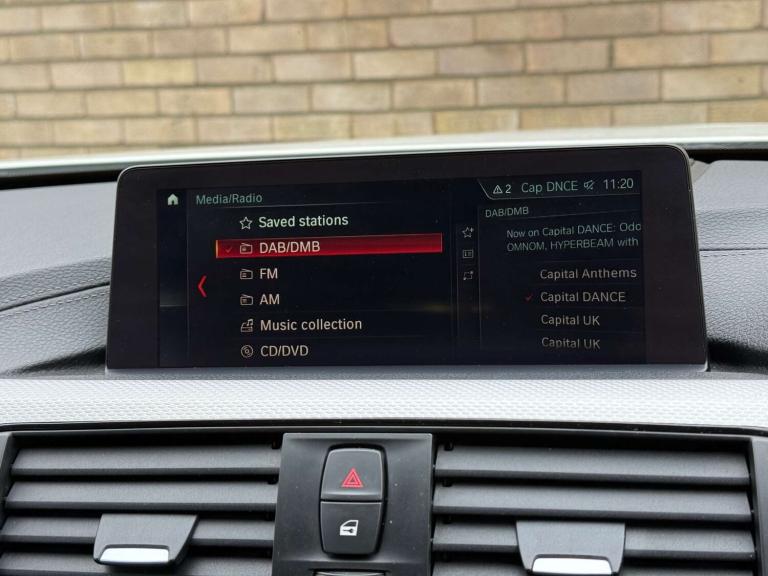 Media/Radio
Saved stations
DAB/DMB
FM
AM
Music collection
CD/DVD
2 Cap DNCE 11:20
DAB/DMB
Now on Capital DANCE: Odd
OMNOM, HYPERBEAM with
Capital Anthems
Capital DANCE
Capital UK
Capital UK